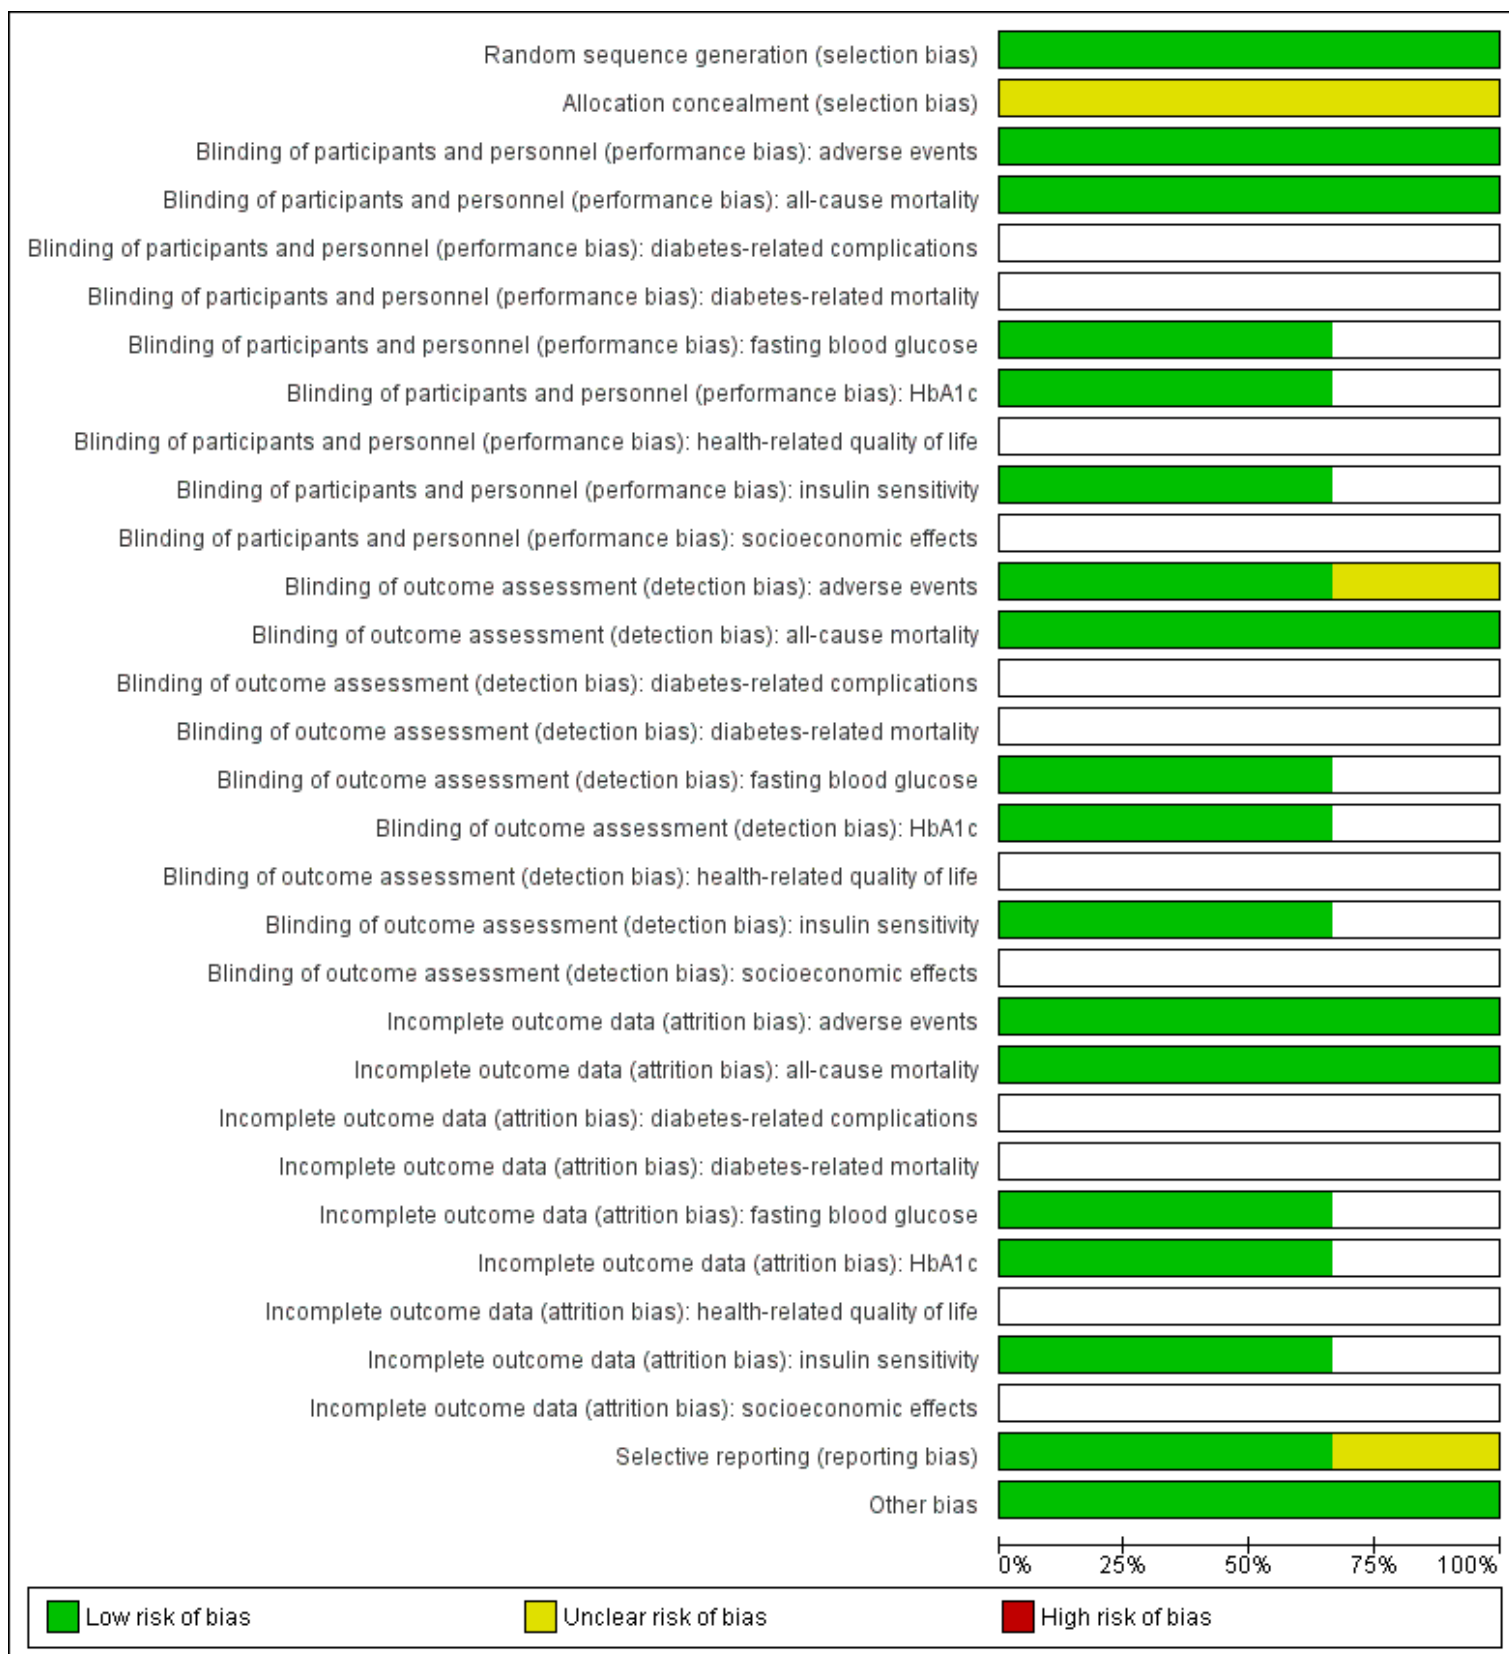 Random sequence generation (selection bias)
Allocation concealment (selection bias)
Blinding of participants and personnel (performance bias): adverse events
Blinding of participants and personnel (performance bias): all-cause mortality
Blinding of participants and personnel (performance bias): diabetes-related complications
Blinding of participants and personnel (performance bias): diabetes-related mortality
Blinding of participants and personnel (performance bias): fasting blood glucose
Blinding of participants and personnel (performance bias): HbA1c
Blinding of participants and personnel (performance bias): health-related quality of life
Blinding of participants and personnel (performance bias): insulin sensitivity
Blinding of participants and personnel (performance bias): socioeconomic effects
Blinding of outcome assessment (detection bias): adverse events
Blinding of outcome assessment (detection bias): all-cause mortality
Blinding of outcome assessment (detection bias): diabetes-related complications
Blinding of outcome assessment (detection bias): diabetes-related mortality
Blinding of outcome assessment (detection bias): fasting blood glucose
Blinding of outcome assessment (detection bias): HbA1c
Blinding of outcome assessment (detection bias): health-related quality of life
Blinding of outcome assessment (detection bias): insulin sensitivity
Blinding of outcome assessment (detection bias): socioeconomic effects
Incomplete outcome data (attrition bias): adverse events
Incomplete outcome data (attrition bias): all-cause mortality
Incomplete outcome data (attrition bias): diabetes-related complications
Incomplete outcome data (attrition bias): diabetes-related mortality
Incomplete outcome data (attrition bias): fasting blood glucose
Incomplete outcome data (attrition bias): HbA1c
Incomplete outcome data (attrition bias): health-related quality of life
Incomplete outcome data (attrition bias): insulin sensitivity
Incomplete outcome data (attrition bias): socioeconomic effects
Selective reporting (reporting bias)
Other bias
0% 25% 50% 75% 100%
Low risk of bias Unclear risk of bias High risk of bias